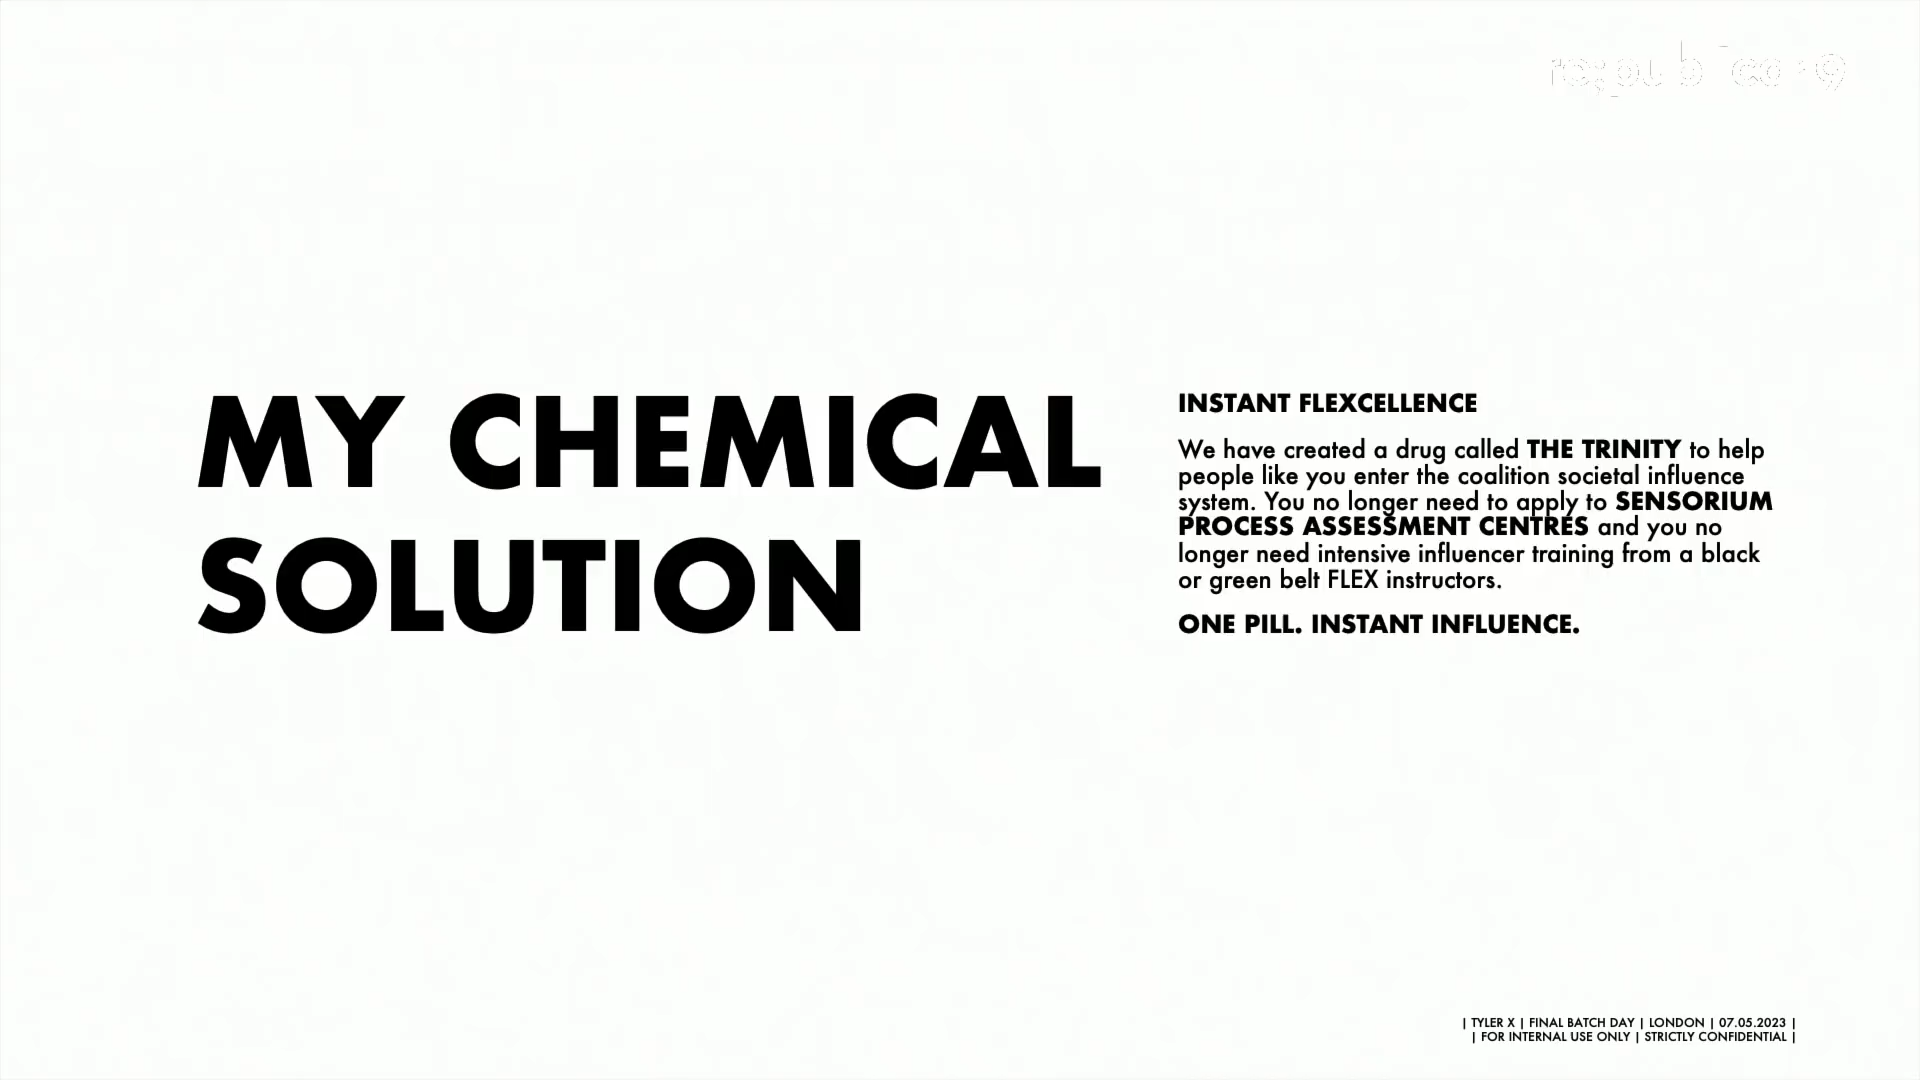 MY CHEMICAL
SOLUTION
INSTANT FLEXCELLENCE
We have created a drug called THE TRINITY to help
people like you enter the coalition societal influence
system. You no longer need to apply to SENSORIUM
PROCESS ASSESSMENT CENTRES and you no
longer need intensive influencer training from a black
or green belt FLEX instructors.
ONE PILL. INSTANT INFLUENCE.
| TYLER X | FINAL BATCH DAY | LONDON | 07.05.2023 |
| FOR INTERNAL USE ONLY | STRICTLY CONFIDENTIAL |